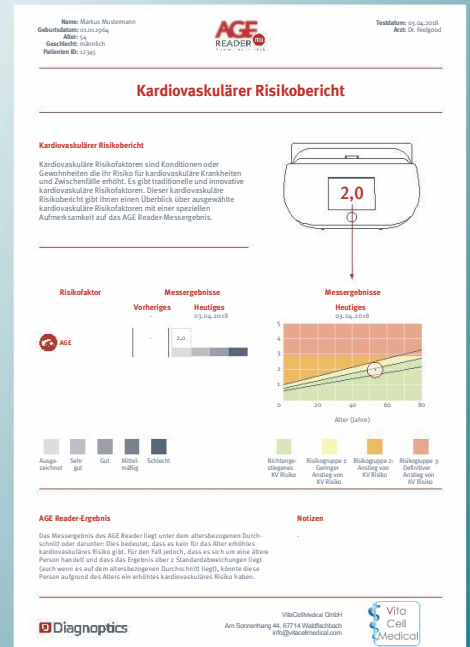 Name: Markus Mustermann
Geburtsdatum: 01.01.1964
Alter: 54
Geschlecht: männlich
Patienten ID: 12345
AGE
READER mu
Testdatum: 03.04.2018
Arzt: Dr. Feelgood
Kardiovaskulärer Risikobericht
Kardiovaskulärer Risikobericht
Kardiovaskuläre Risikofaktoren sind Konditionen oder
Gewohnheiten die Ihr Risiko für kardiovaskuläre Krankheiten
und Zwischenfälle erhöht. Es gibt traditionelle und innovative
kardiovaskuläre Risikofaktoren. Dieser kardiovaskuläre
Risikobericht gibt Ihnen einen Überblick über ausgewählte
kardiovaskuläre Risikofaktoren mit einer speziellen
Aufmerksamkeit auf das AGE Reader-Messergebnis.
2,0
Risikofaktor
Messergebnisse
Vorheriges
Heutiges
-
03.04.2018
AGE
-
2,0
Messergebnisse
Heutiges
03.04.2018
5
4
3
2
1
0 20 40 60 80
Alter (Jahre)
Ausge-
zeichnet
Sehr
gut
Gut
Mittel-
mäßig
Schlecht
Nichtange-
stiegenes
KV Risiko
Risikogruppe 1:
Geringer
Anstieg von
KV Risiko
Risikogruppe 2:
Anstieg von
KV Risiko
Risikogruppe 3:
Definitiver
Anstieg von
KV Risiko
AGE Reader-Ergebnis
Das Messergebnis des AGE Reader liegt unter dem altersbezogenen Durch-
schnitt oder darunter: Dies bedeutet, dass es kein für das Alter erhöhtes
kardiovaskuläres Risiko gibt. Für den Fall jedoch, dass es sich um eine ältere
Person handelt und dass das Ergebnis über 2 Standardabweichungen liegt
(auch wenn es auf dem altersbezogenen Durchschnitt liegt), könnte diese
Person aufgrund des Alters ein erhöhtes kardiovaskuläres Risiko haben.
Notizen
-
Diagnoptics
VitaCellMedical GmbH
Am Sonnenhang 44, 67714 Waldfischbach
info@vitacellmedical.com
Vita
Cell
Medical